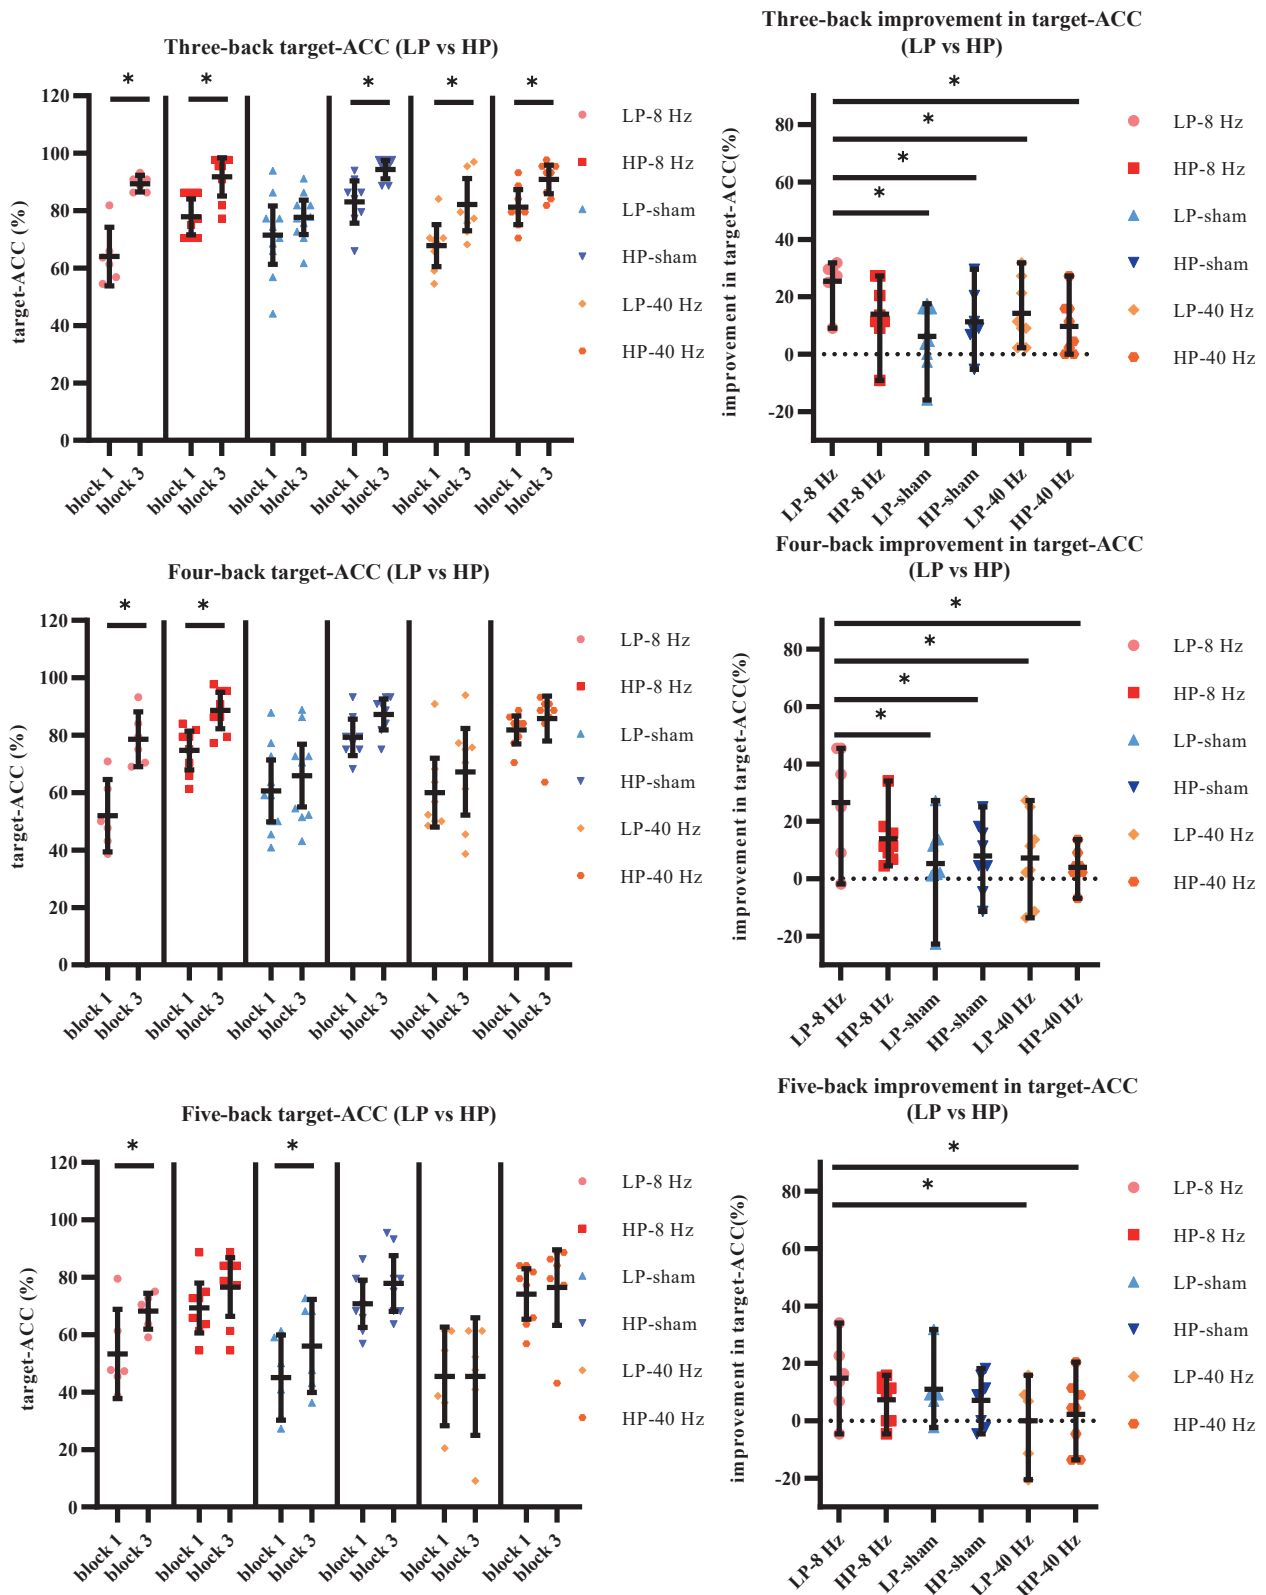 Three-back target-ACC (LP vs HP)
*
*
*
*
*
120
100
80
60
40
20
0
target-ACC (%)
block 1
block 3
block 1
block 3
block 1
block 3
block 1
block 3
block 1
block 3
block 1
block 3
LP-8 Hz
HP-8 Hz
LP-sham
HP-sham
LP-40 Hz
HP-40 Hz
Three-back improvement in target-ACC
(LP vs HP)
*
*
*
*
80
60
40
20
0
-20
improvement in target-ACC(%)
LP-8 Hz
HP-8 Hz
LP-sham
HP-sham
LP-40 Hz
HP-40 Hz
LP-8 Hz
HP-8 Hz
LP-sham
HP-sham
LP-40 Hz
HP-40 Hz
Four-back target-ACC (LP vs HP)
*
*
120
100
80
60
40
20
0
target-ACC (%)
block 1
block 3
block 1
block 3
block 1
block 3
block 1
block 3
block 1
block 3
block 1
block 3
LP-8 Hz
HP-8 Hz
LP-sham
HP-sham
LP-40 Hz
HP-40 Hz
Four-back improvement in target-ACC
(LP vs HP)
*
*
*
*
80
60
40
20
0
-20
improvement in target-ACC(%)
LP-8 Hz
HP-8 Hz
LP-sham
HP-sham
LP-40 Hz
HP-40 Hz
LP-8 Hz
HP-8 Hz
LP-sham
HP-sham
LP-40 Hz
HP-40 Hz
Five-back target-ACC (LP vs HP)
*
*
120
100
80
60
40
20
0
target-ACC (%)
block 1
block 3
block 1
block 3
block 1
block 3
block 1
block 3
block 1
block 3
block 1
block 3
LP-8 Hz
HP-8 Hz
LP-sham
HP-sham
LP-40 Hz
HP-40 Hz
Five-back improvement in target-ACC
(LP vs HP)
*
*
80
60
40
20
0
-20
improvement in target-ACC(%)
LP-8 Hz
HP-8 Hz
LP-sham
HP-sham
LP-40 Hz
HP-40 Hz
LP-8 Hz
HP-8 Hz
LP-sham
HP-sham
LP-40 Hz
HP-40 Hz